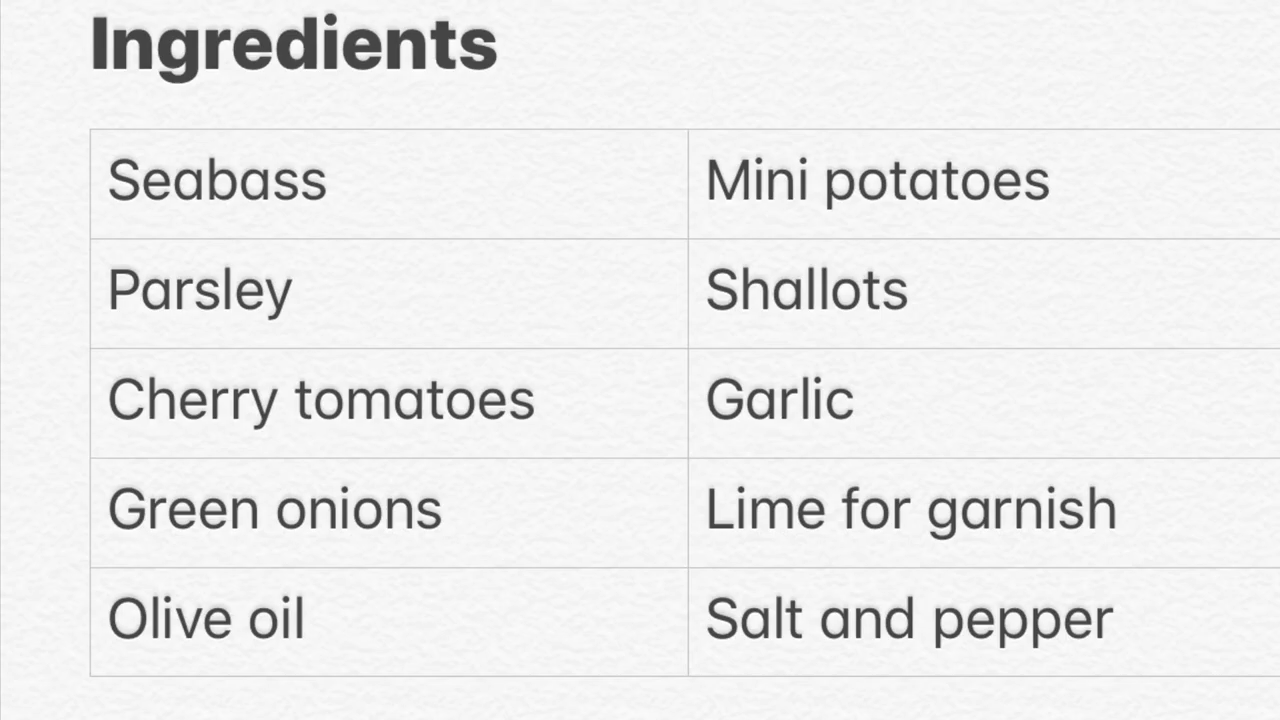 Ingredients
Seabass Mini potatoes
Parsley Shallots
Cherry tomatoes Garlic
Green onions Lime for garnish
Olive oil Salt and pepper